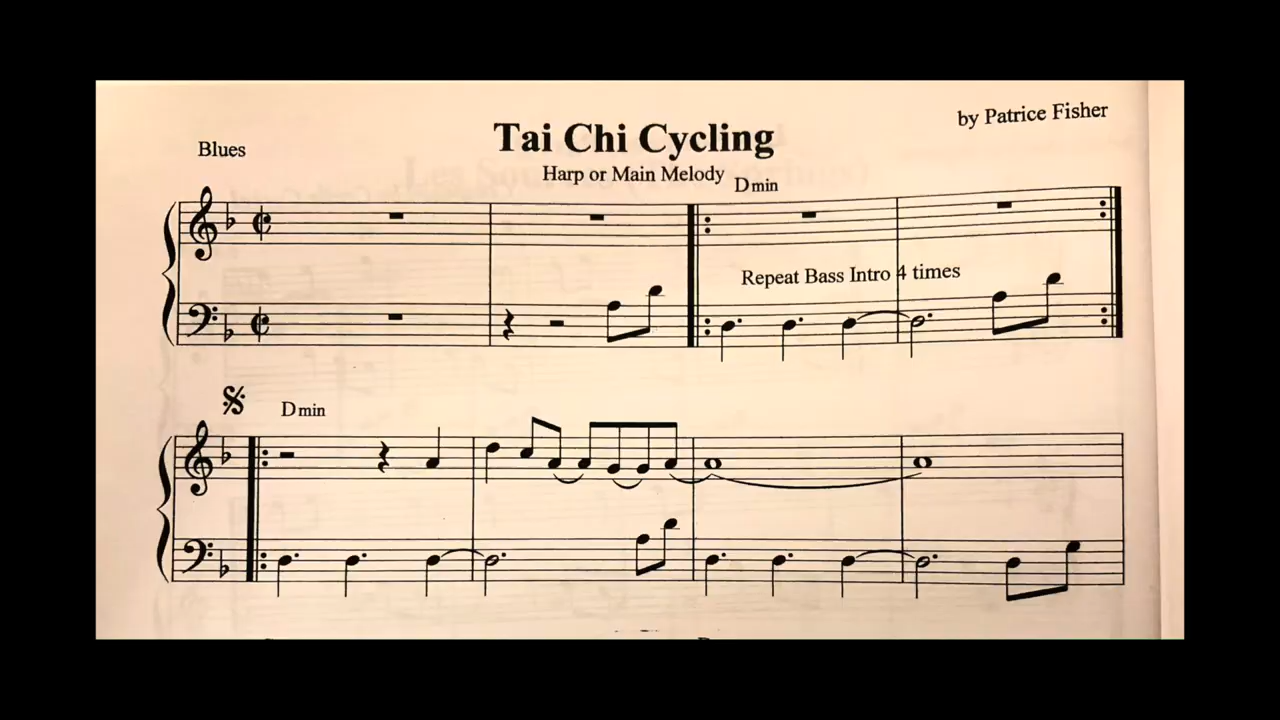 by Patrice Fisher
Tai Chi Cycling
Blues
Harp or Main Melody
Dmin
Repeat Bass Intro 4 times
Dmin